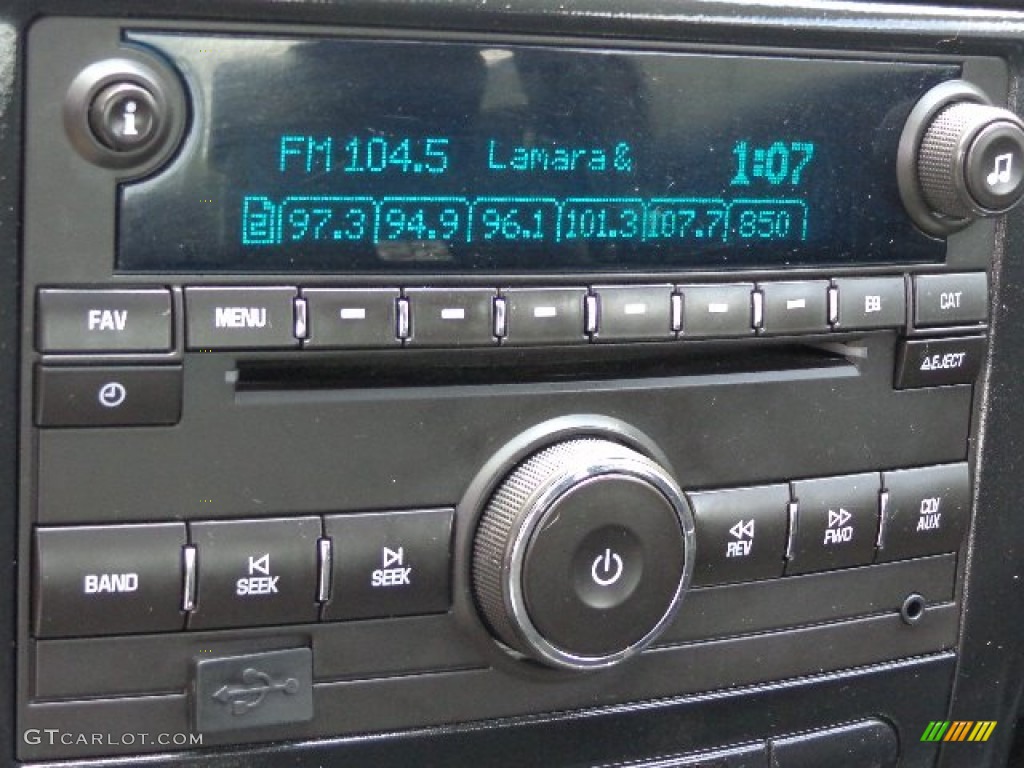 i
FM 104.5 Lamara& 1:07
2 97.3 94.9 96.1 101.3 107.7 850
FAV MENU CAT
EJECT
BAND SEEK SEEK REV FWD CD/
AUX
GTCARLOT.COM